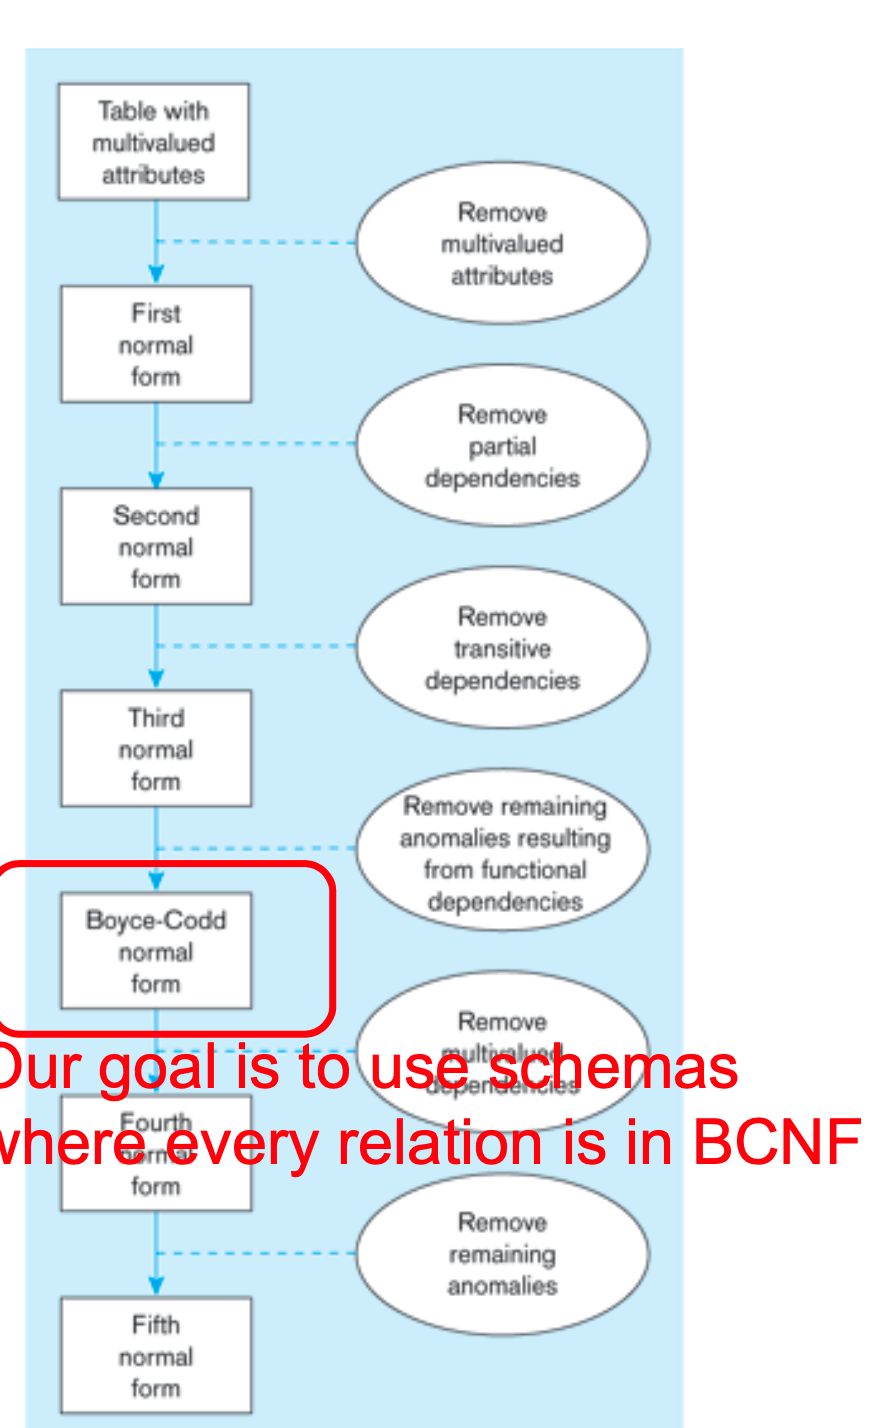 Table with
multivalued
attributes
Remove
multivalued
attributes
First
normal
form
Remove
partial
dependencies
Second
normal
form
Remove
transitive
dependencies
Third
normal
form
Remove remaining
anomalies resulting
from functional
dependencies
Boyce-Codd
normal
form
Remove
multivalued
dependencies
Our goal is to use schemas
where every relation is in BCNF
Fourth
normal
form
Remove
remaining
anomalies
Fifth
normal
form